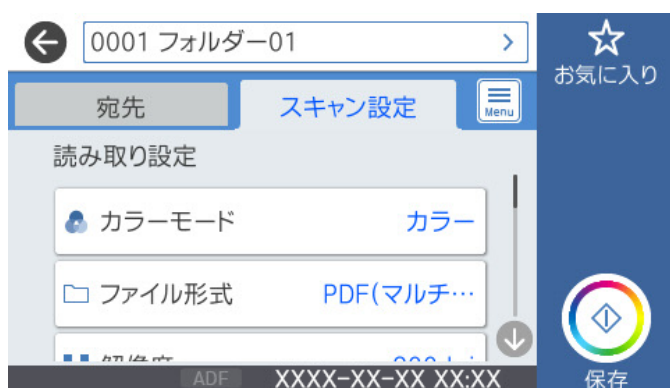 0001 フォルダー01
お気に入り
宛先
スキャン設定
Menu
読み取り設定
カラーモード
カラー
ファイル形式
PDF(マルチ…
ADF
XXXX-XX-XX XX:XX
保存